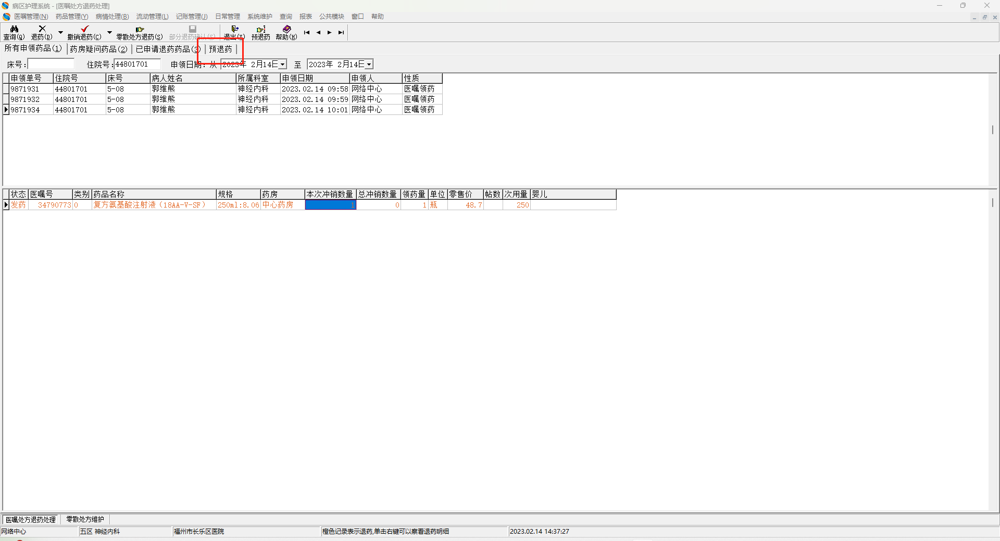 病区护理系统 - [医嘱处方退药处理]
医嘱管理(N) 药品管理(Y) 病情处理(B) 流动管理(L) 记账管理(J) 日常管理 系统维护 查询 报表 公共模块 窗口 帮助
查询(Q) 退药(D) 撤销退药(C) 零散处方退药(S) 部分退药确认(S) 退出(X) 预退药 帮助(H)
所有申领药品(1) 药房疑问药品(2) 已申请退药药品(3) 预退药
床号: 住院号: 44801701 申领日期: 从 2023年 2月14日 至 2023年 2月14日
申领单号 住院号 床号 病人姓名 所属科室 申领日期 申领人 性质
9871931 44801701 5-08 郭维熊 神经内科 2023.02.14 09:58 网络中心 医嘱领药
9871932 44801701 5-08 郭维熊 神经内科 2023.02.14 09:59 网络中心 医嘱领药
9871934 44801701 5-08 郭维熊 神经内科 2023.02.14 10:01 网络中心 医嘱领药
状态 医嘱号 类别 药品名称 规格 药房 本次冲销数量 总冲销数量 领药量 单位 零售价 帖数 次用量 婴儿
发药 34790773 0 复方氨基酸注射液（18AA-V-SF） 250ml:8.06 中心药房 1 0 1 瓶 48.7 250
医嘱处方退药处理 零散处方维护
网络中心 五区 神经内科 福州市长乐区医院 橙色记录表示退药,单击右键可以察看退药明细 2023.02.14 14:37:27